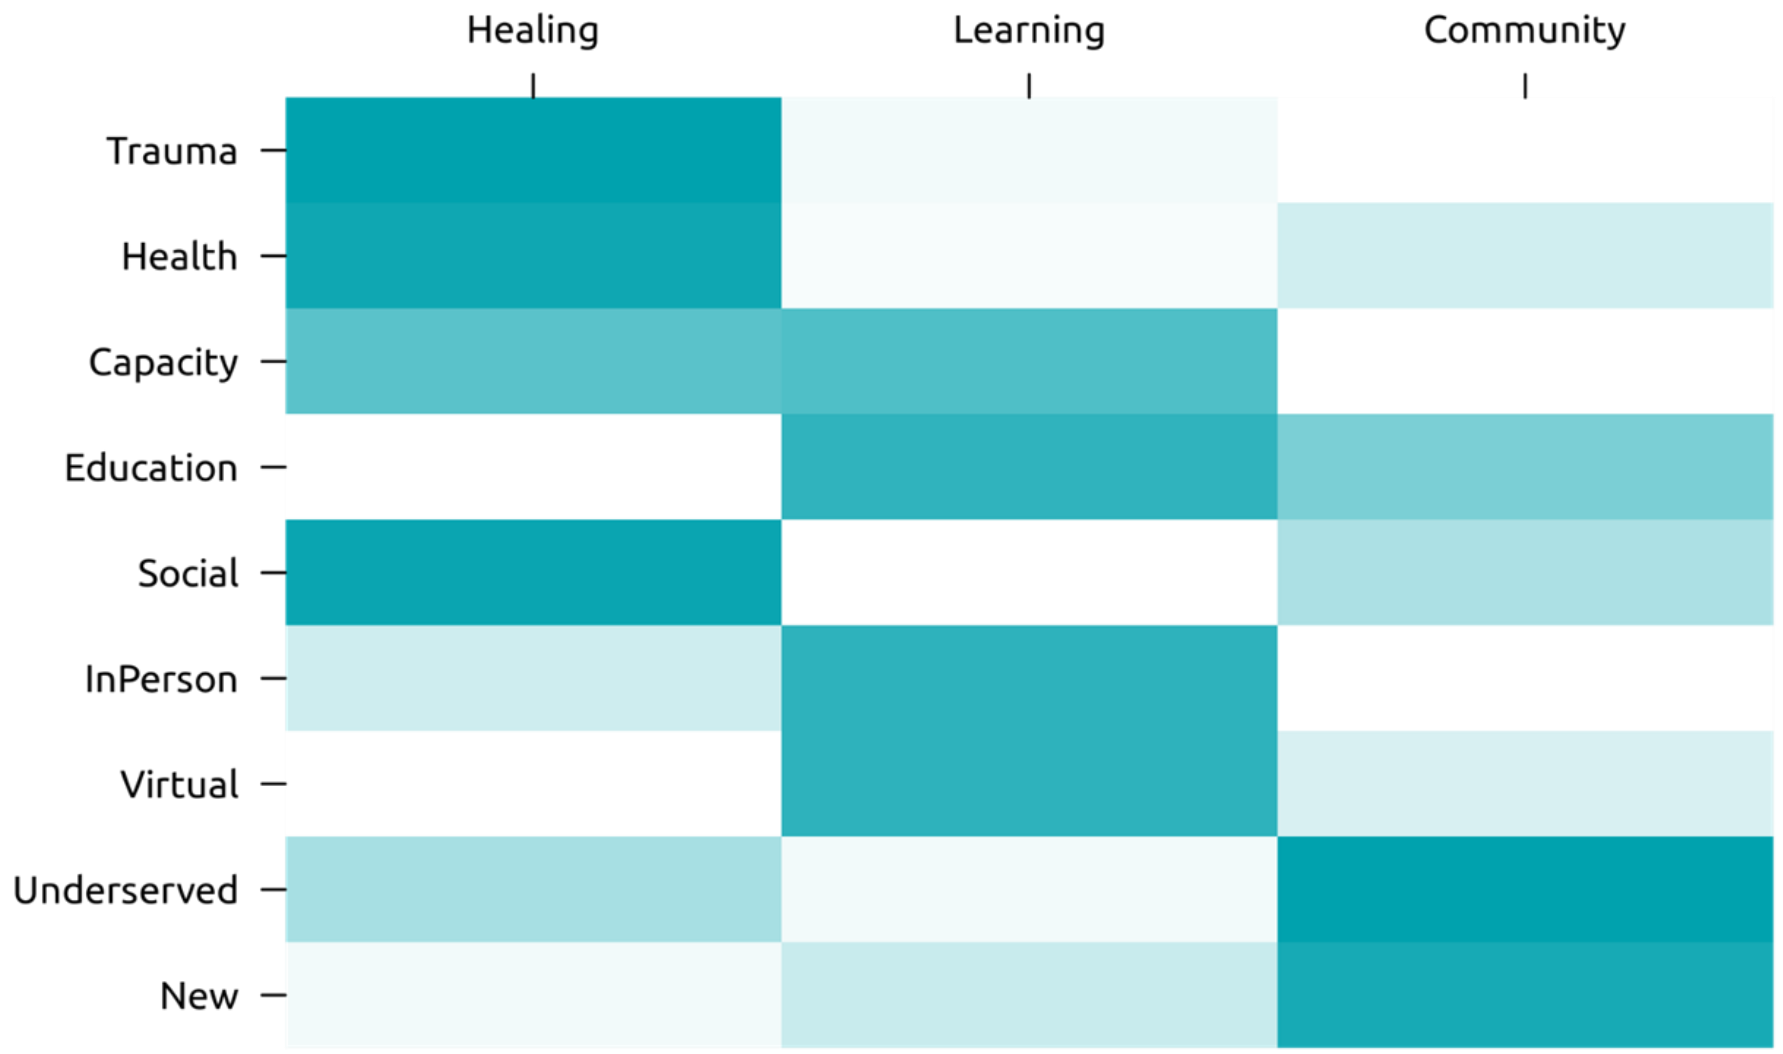 Healing Learning Community
Trauma
Health
Capacity
Education
Social
InPerson
Virtual
Underserved
New